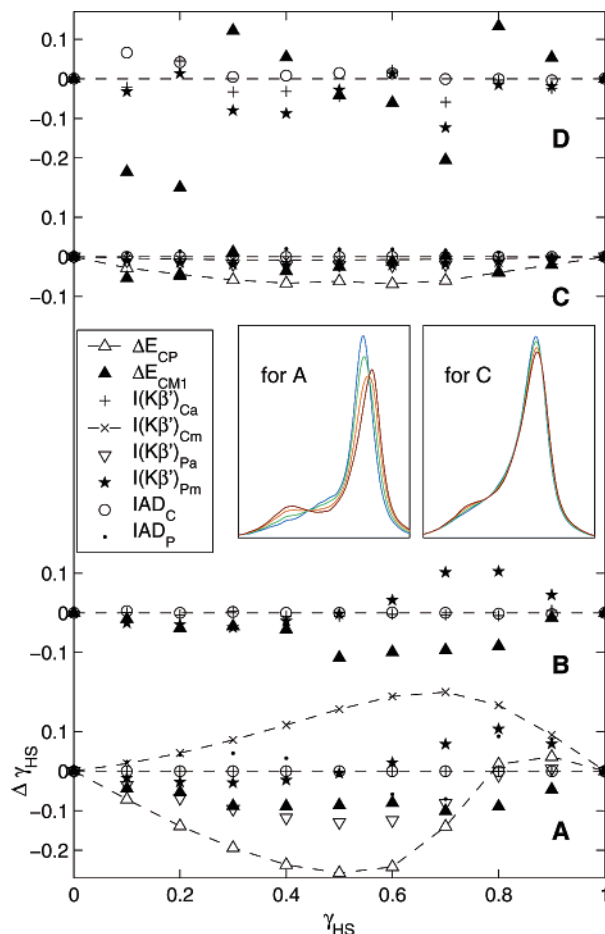 0.1
0
−0.1
−0.2
D
0.1
0
−0.1
C
ΔE_CP
ΔE_CM1
I(Kβ')_Ca
I(Kβ')_Cm
I(Kβ')_Pa
I(Kβ')_Pm
IAD_C
IAD_P
for A
for C
0.1
0
−0.1
B
0.1
0
−0.1
−0.2
A
Δ γ_HS
0 0.2 0.4 0.6 0.8 1
γ_HS